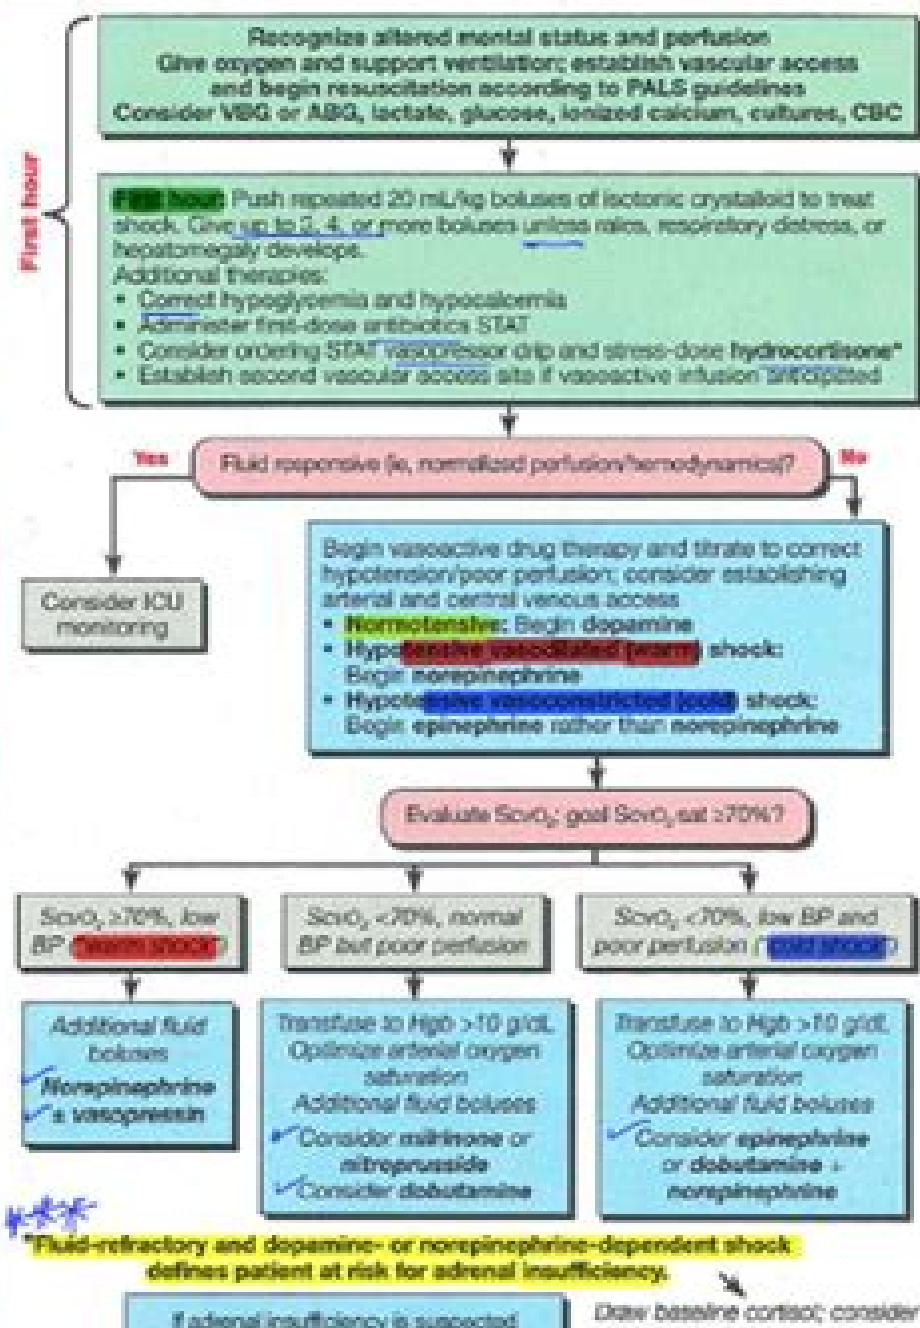 Recognize altered mental status and perfusion
Give oxygen and support ventilation; establish vascular access
and begin resuscitation according to PALS guidelines
Consider VBG or ABG, lactate, glucose, ionized calcium, cultures, CBC
First hour
First hour: Push repeated 20 mL/kg boluses of isotonic crystalloid to treat
shock. Give up to 3, 4, or more boluses unless rales, respiratory distress, or
hepatomegaly develops.
Additional therapies:
• Correct hypoglycemia and hypocalcemia
• Administer first-dose antibiotics STAT
• Consider ordering STAT vasopressor drip and stress-dose hydrocortisone*
• Establish second vascular access site if vasoactive infusion anticipated
Fluid responsive (ie, normalized perfusion/hemodynamics)?
Yes
No
Consider ICU
monitoring
Begin vasoactive drug therapy and titrate to correct
hypotension/poor perfusion; consider establishing
arterial and central venous access
• Normotensive: Begin dopamine
• Hypotensive vasodilated (warm) shock:
Begin norepinephrine
• Hypotensive vasoconstricted (cold) shock:
Begin epinephrine rather than norepinephrine
Evaluate ScvO₂; goal ScvO₂ sat ≥70%?
ScvO₂ ≥70%, low
BP ("warm shock")
ScvO₂ <70%, normal
BP but poor perfusion
ScvO₂ <70%, low BP and
poor perfusion ("cold shock")
Additional fluid
boluses
Norepinephrine
± vasopressin
Transfuse to Hgb >10 g/dL
Optimize arterial oxygen
saturation
Additional fluid boluses
Consider milrinone or
nitroprusside
Consider dobutamine
Transfuse to Hgb >10 g/dL
Optimize arterial oxygen
saturation
Additional fluid boluses
Consider epinephrine
or dobutamine +
norepinephrine
*Fluid-refractory and dopamine- or norepinephrine-dependent shock
defines patient at risk for adrenal insufficiency.
If adrenal insufficiency is suspected
Draw baseline cortisol; consider